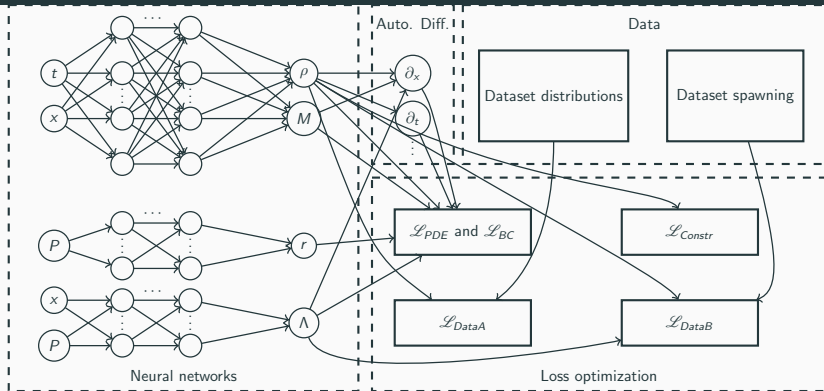 Auto. Diff.
Data
t
x
ρ
M
∂x
∂t
Dataset distributions
Dataset spawning
P
r
ℒPDE and ℒBC
ℒConstr
x
P
Λ
ℒDataA
ℒDataB
Neural networks
Loss optimization